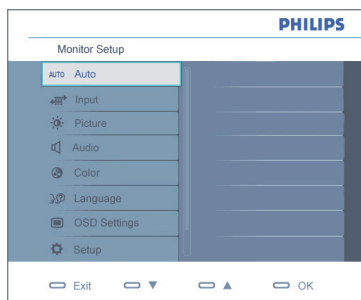 PHILIPS
Monitor Setup
AUTO Auto
Input
Picture
Audio
Color
Language
OSD Settings
Setup
Exit ▼ ▲ OK